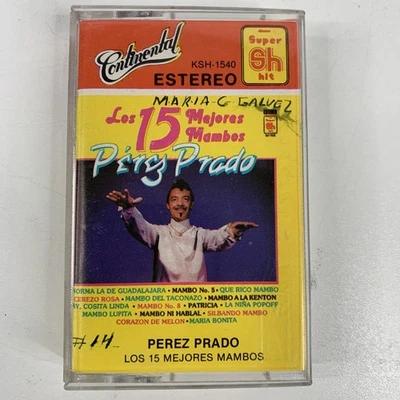 Continental
KSH-1540
ESTEREO
Super
6h
hit
MARIA G GALVEZ
Los 15 Mejores
Mambos
Pérez Prado
NORMA LA DE GUADALAJARA • MAMBO No. 5 • QUE RICO MAMBO
CEREZO ROSA • MAMBO DEL TACONAZO • MAMBO A LA KENTON
AY, COSITA LINDA • MAMBO No. 8 • PATRICIA • LA NIÑA POPOFF
MAMBO LUPITA • MAMBO NI HABLAL • SILBANDO MAMBO
CORAZON DE MELON • MARIA BONITA
#14
PEREZ PRADO
LOS 15 MEJORES MAMBOS